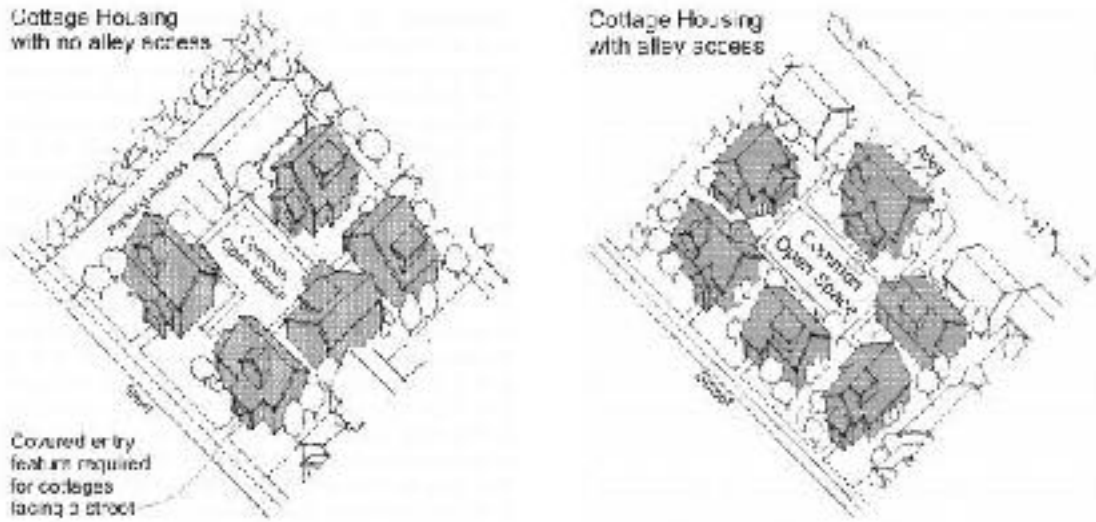 Cottage Housing
with no alley access
Common
Open Space
Street
Covered entry
feature required
for cottages
facing a street
Cottage Housing
with alley access
Alley
Common
Open Space
Street